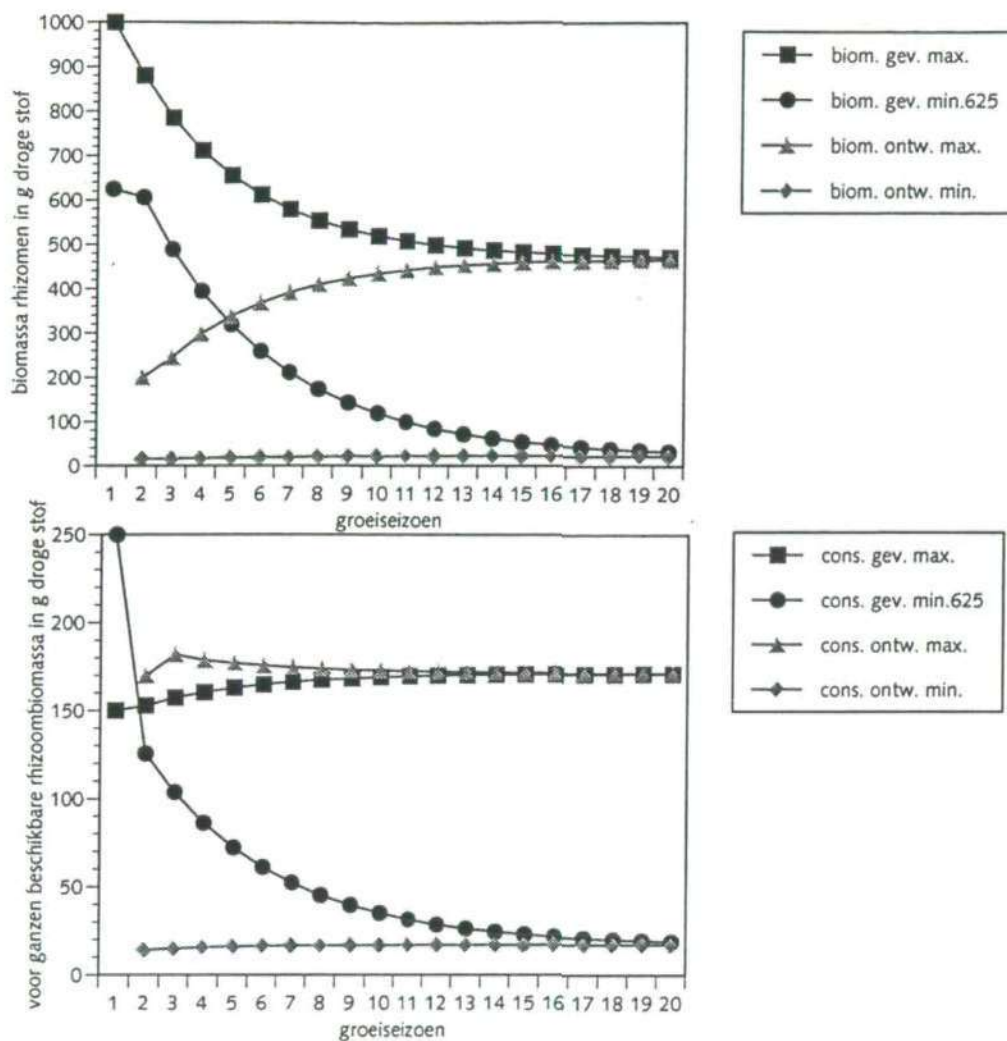 biomassa rhizomen in g droge stof
1000
900
800
700
600
500
400
300
200
100
0
1 2 3 4 5 6 7 8 9 10 11 12 13 14 15 16 17 18 19 20
groeiseizoen
biom. gev. max.
biom. gev. min.625
biom. ontw. max.
biom. ontw. min.
voor ganzen beschikbare rhizoombiomassa in g droge stof
250
200
150
100
50
0
1 2 3 4 5 6 7 8 9 10 11 12 13 14 15 16 17 18 19 20
groeiseizoen
cons. gev. max.
cons. gev. min.625
cons. ontw. max.
cons. ontw. min.